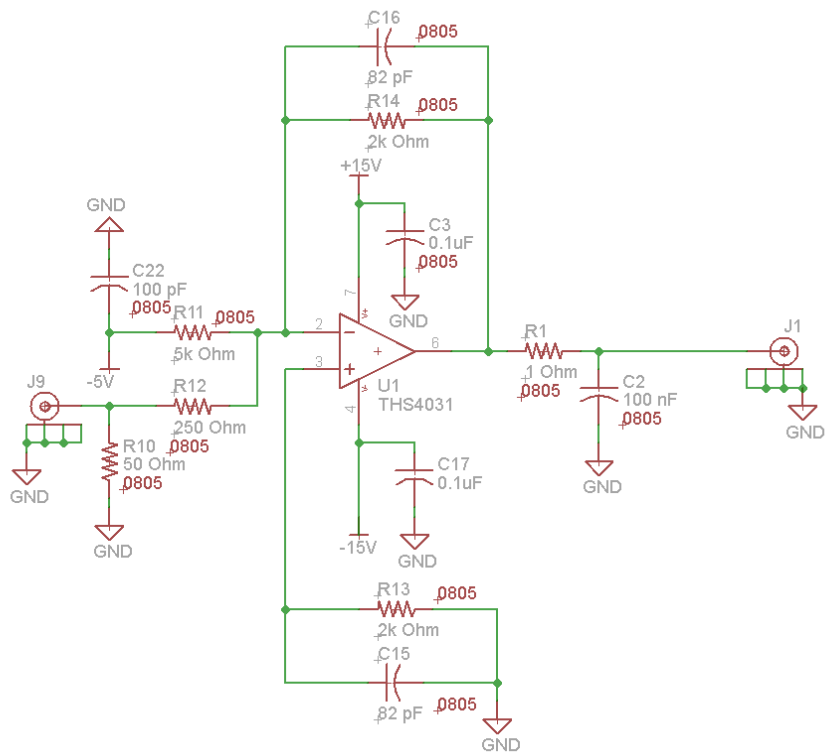 C16
0805
82 pF
R14
0805
2k Ohm
+15V
GND
C3
0.1uF
0805
GND
C22
100 pF
0805
R11
0805
5k Ohm
-5V
7
V+
2
3
6
4
V-
U1
THS4031
R1
1 Ohm
0805
J1
C2
100 nF
0805
GND
GND
J9
R12
250 Ohm
0805
R10
50 Ohm
0805
GND
GND
C17
0.1uF
GND
-15V
R13
0805
2k Ohm
C15
0805
82 pF
GND